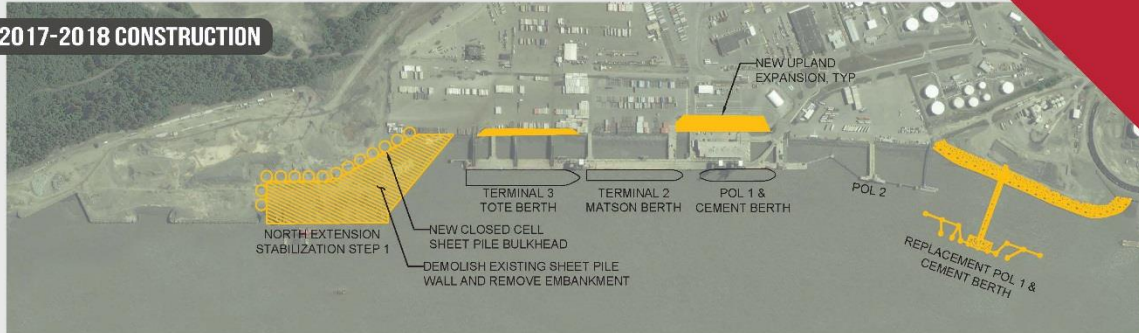 2017-2018 CONSTRUCTION
NEW UPLAND
EXPANSION, TYP
TERMINAL 3
TOTE BERTH
TERMINAL 2
MATSON BERTH
POL 1 &
CEMENT BERTH
POL 2
NORTH EXTENSION
STABILIZATION STEP 1
NEW CLOSED CELL
SHEET PILE BULKHEAD
DEMOLISH EXISTING SHEET PILE
WALL AND REMOVE EMBANKMENT
REPLACEMENT POL 1 &
CEMENT BERTH